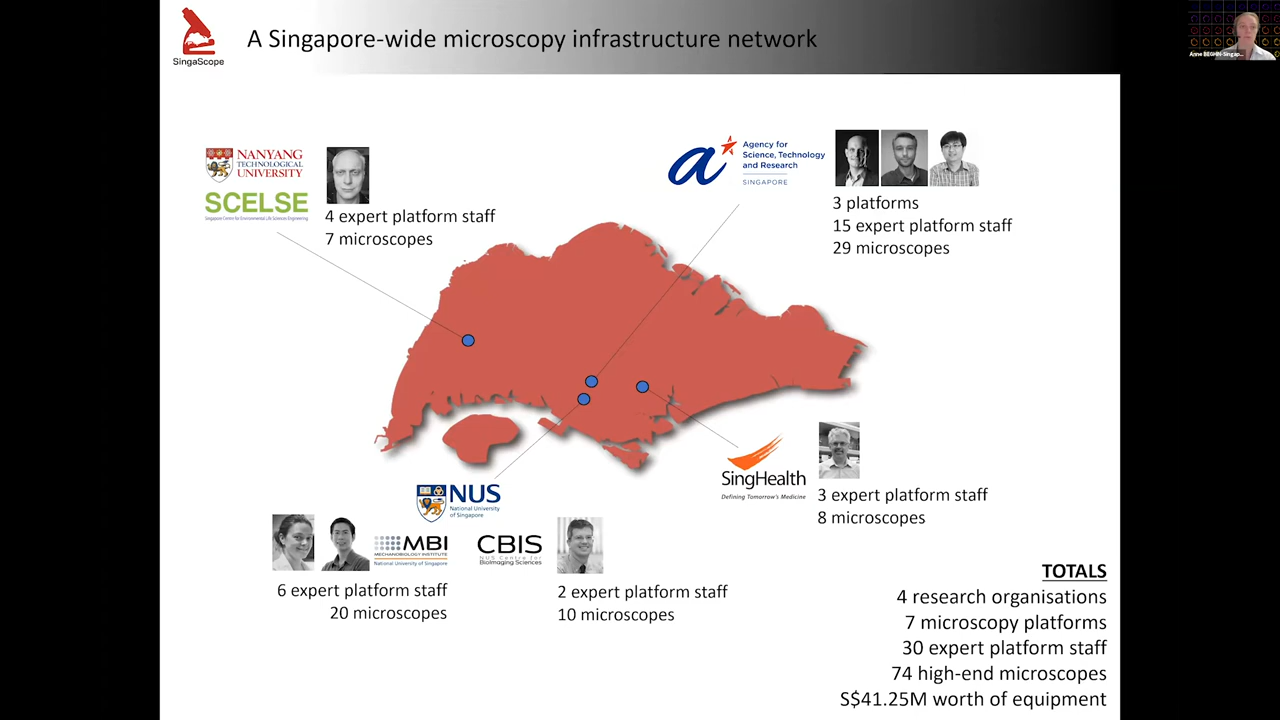 SingaScope
A Singapore-wide microscopy infrastructure network
NANYANG
TECHNOLOGICAL
UNIVERSITY
SCELSE
Singapore Centre for Environmental Life Sciences Engineering
4 expert platform staff
7 microscopes
Agency for
Science, Technology
and Research
SINGAPORE
3 platforms
15 expert platform staff
29 microscopes
SingHealth
Defining Tomorrow's Medicine
3 expert platform staff
8 microscopes
NUS
National University
of Singapore
MBI
MECHANOBIOLOGY INSTITUTE
National University of Singapore
6 expert platform staff
20 microscopes
CBIS
NUS Centre for
BioImaging Sciences
2 expert platform staff
10 microscopes
TOTALS
4 research organisations
7 microscopy platforms
30 expert platform staff
74 high-end microscopes
S$41.25M worth of equipment
Anne BEGHIN-Singap...